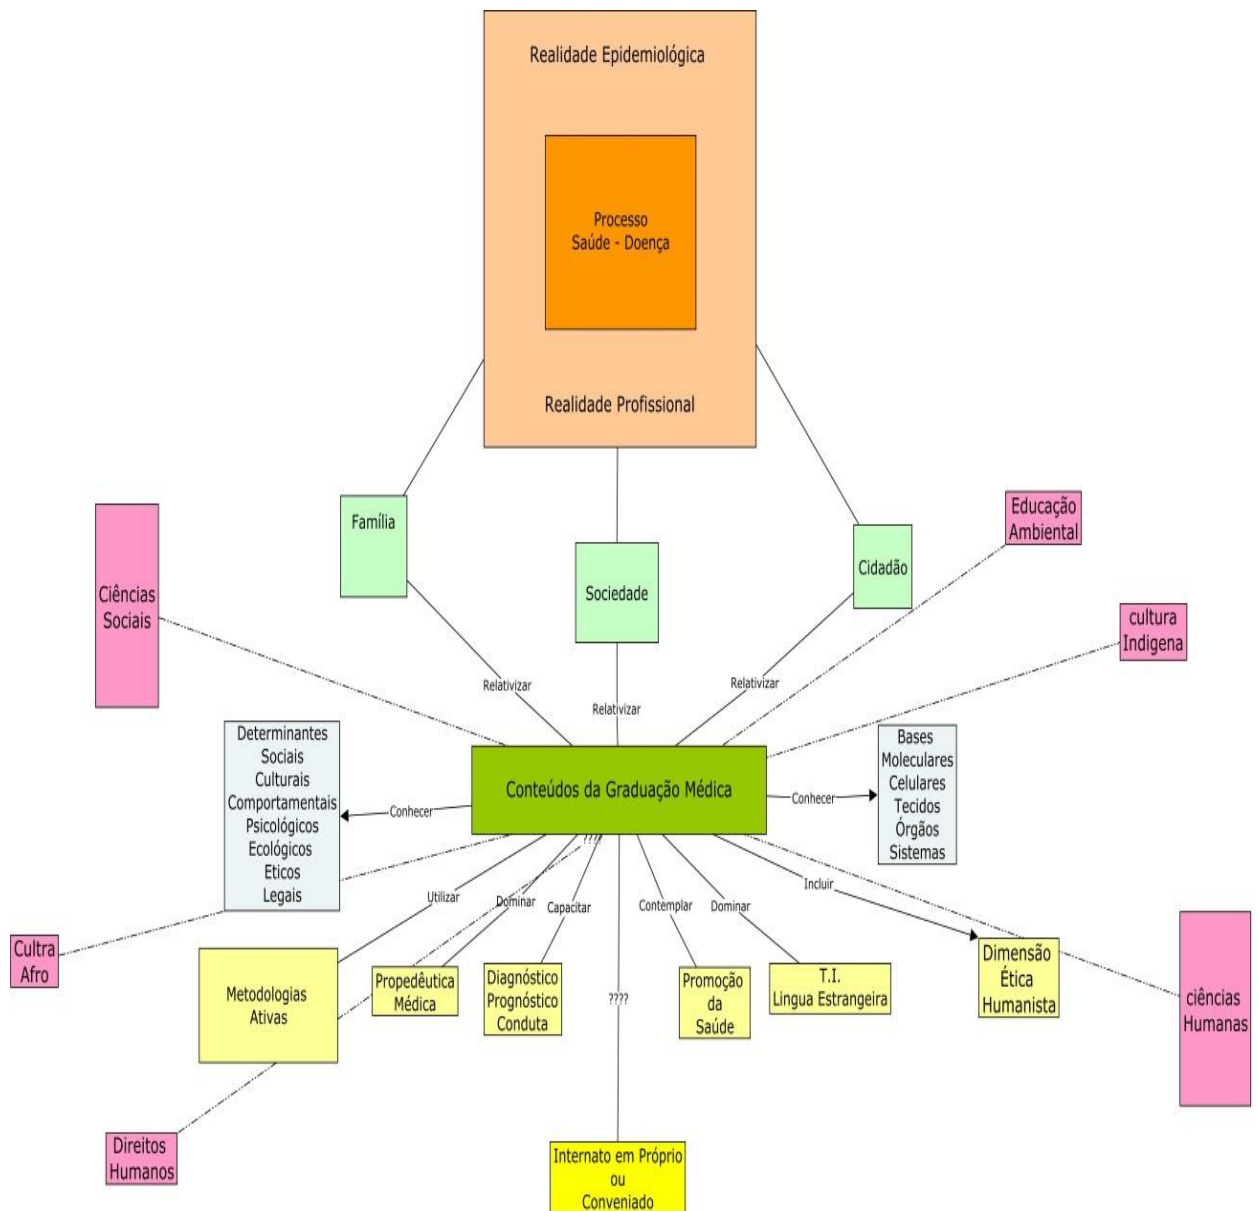 Realidade Epidemiológica
Processo
Saúde - Doença
Realidade Profissional
Família
Sociedade
Cidadão
Educação
Ambiental
Ciências
Sociais
cultura
Indigena
Relativizar
Relativizar
Relativizar
Determinantes
Sociais
Culturais
Comportamentais
Psicológicos
Ecológicos
Eticos
Legais
Conhecer
Conteúdos da Graduação Médica
Conhecer
Bases
Moleculares
Celulares
Tecidos
Órgãos
Sistemas
????
Utilizar
Dominar
Capacitar
Contemplar
Dominar
Incluir
Cultra
Afro
Metodologias
Ativas
Propedêutica
Médica
Diagnóstico
Prognóstico
Conduta
????
Promoção
da
Saúde
T.I.
Lingua Estrangeira
Dimensão
Ética
Humanista
ciências
Humanas
Direitos
Humanos
Internato em Próprio
ou
Conveniado